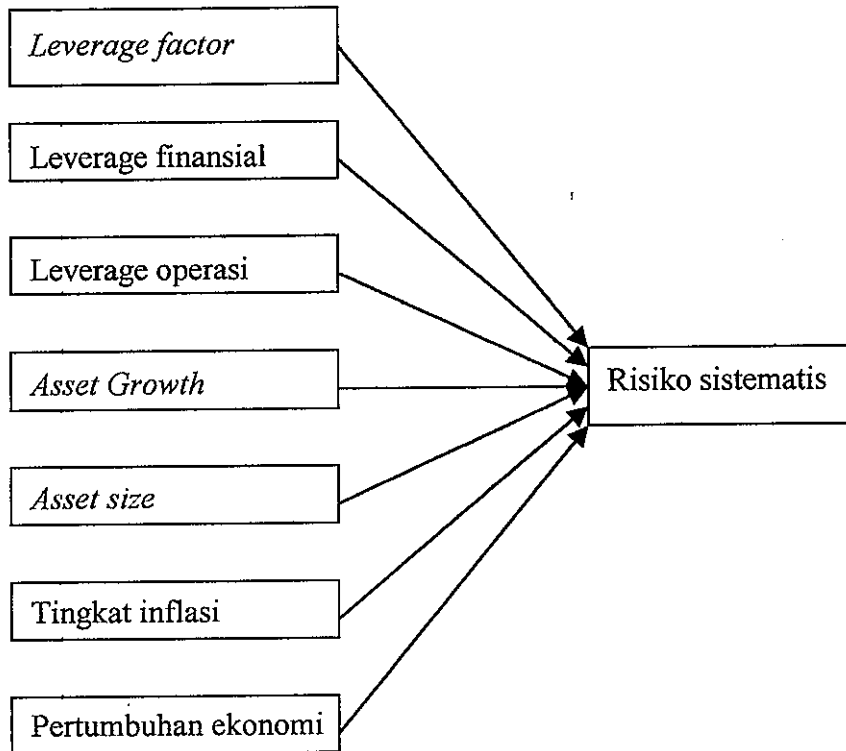 Leverage factor
Leverage finansial
Leverage operasi
Asset Growth
Risiko sistematis
Asset size
Tingkat inflasi
Pertumbuhan ekonomi